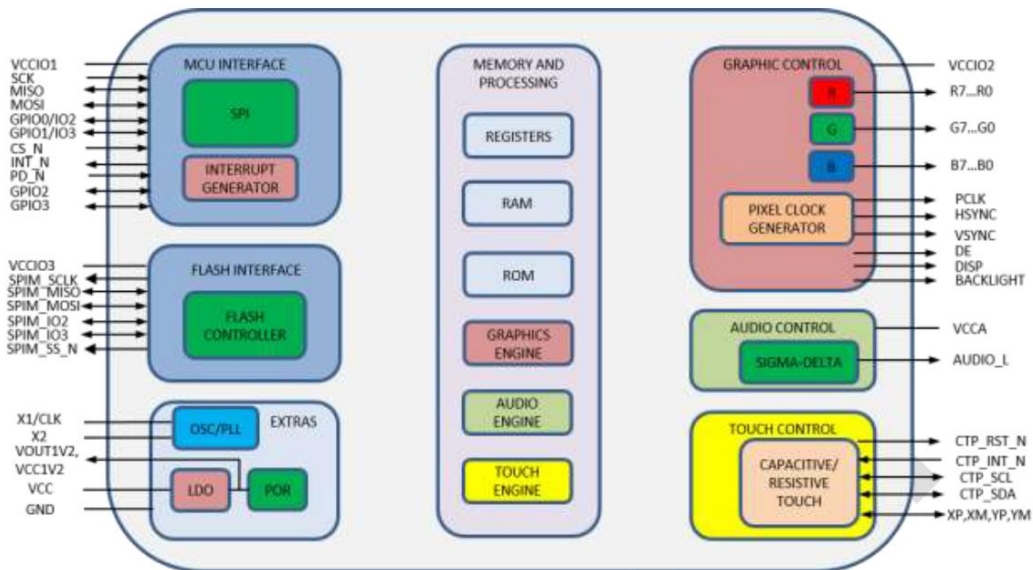 VCCIO1
SCK
MISO
MOSI
GPIO0/IO2
GPIO1/IO3
CS_N
INT_N
PD_N
GPIO2
GPIO3
MCU INTERFACE
SPI
INTERRUPT
GENERATOR
VCCIO3
SPIM_SCLK
SPIM_MISO
SPIM_MOSI
SPIM_IO2
SPIM_IO3
SPIM_SS_N
FLASH INTERFACE
FLASH
CONTROLLER
X1/CLK
X2
VOUT1V2,
VCC1V2
VCC
GND
OSC/PLL
EXTRAS
LDO
POR
MEMORY AND
PROCESSING
REGISTERS
RAM
ROM
GRAPHICS
ENGINE
AUDIO
ENGINE
TOUCH
ENGINE
GRAPHIC CONTROL
R
G
B
PIXEL CLOCK
GENERATOR
VCCIO2
R7...R0
G7...G0
B7...B0
PCLK
HSYNC
VSYNC
DE
DISP
BACKLIGHT
AUDIO CONTROL
SIGMA-DELTA
VCCA
AUDIO_L
TOUCH CONTROL
CAPACITIVE/
RESISTIVE
TOUCH
CTP_RST_N
CTP_INT_N
CTP_SCL
CTP_SDA
XP,XM,YP,YM